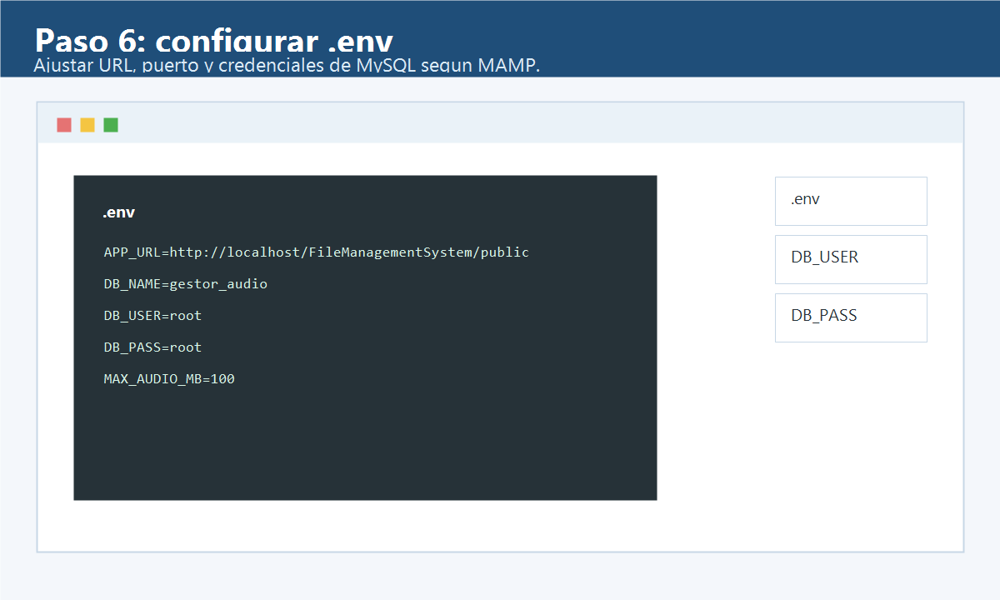 Paso 6: configurar .env
Ajustar URL, puerto y credenciales de MySQL segun MAMP.
.env
APP_URL=http://localhost/FileManagementSystem/public
DB_NAME=gestor_audio
DB_USER=root
DB_PASS=root
MAX_AUDIO_MB=100
.env
DB_USER
DB_PASS